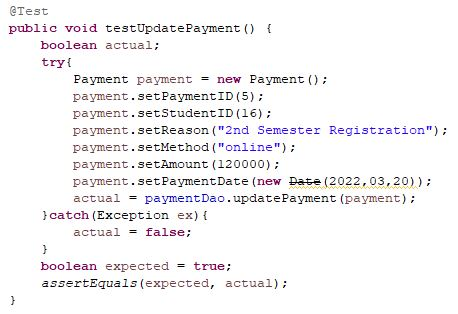 @Test
public void testUpdatePayment() {
    boolean actual;
    try{
        Payment payment = new Payment();
        payment.setPaymentID(5);
        payment.setStudentID(16);
        payment.setReason("2nd Semester Registration");
        payment.setMethod("online");
        payment.setAmount(120000);
        payment.setPaymentDate(new Date(2022,03,20));
        actual = paymentDao.updatePayment(payment);
    }catch(Exception ex){
        actual = false;
    }
    boolean expected = true;
    assertEquals(expected, actual);
}